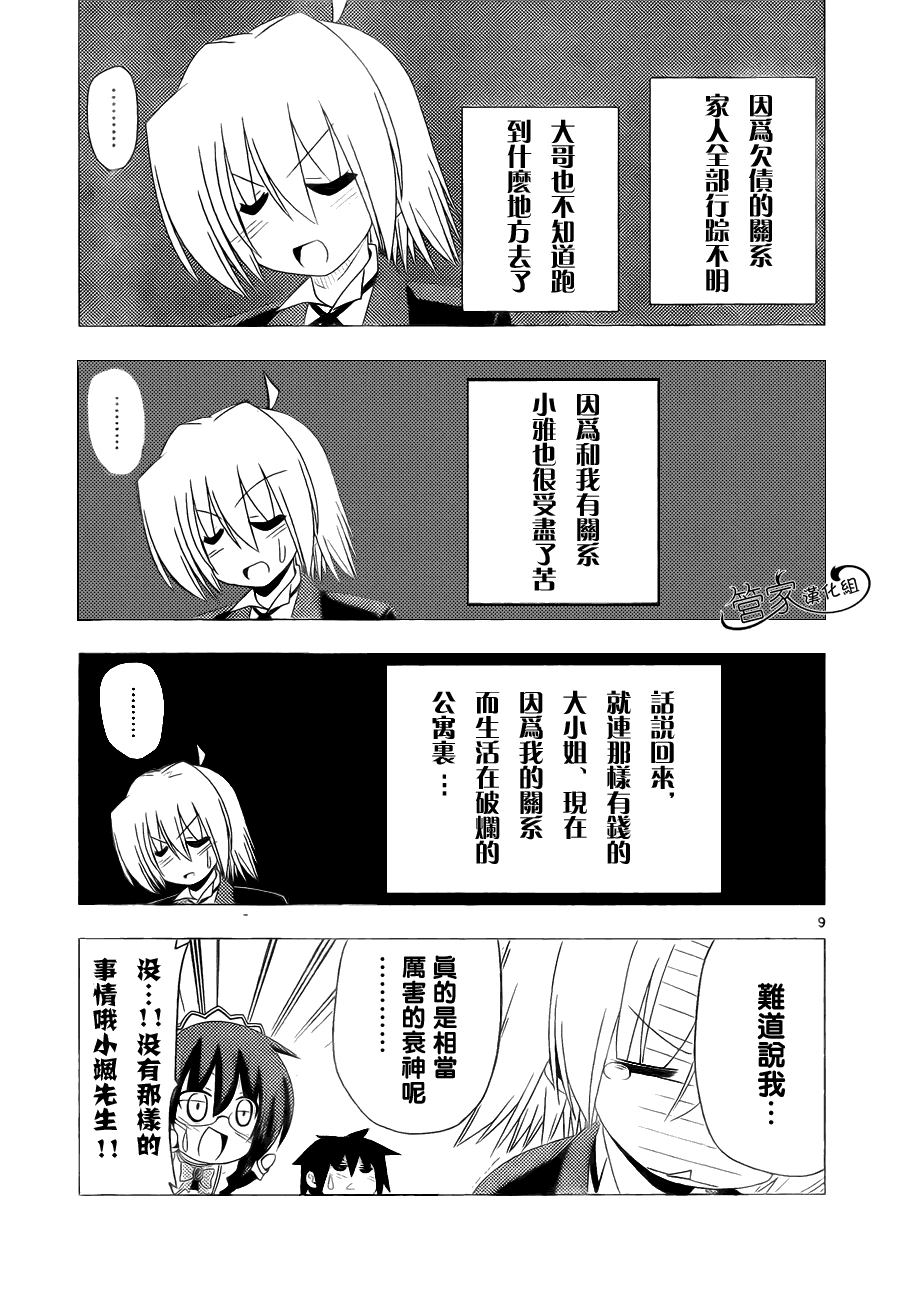 因爲欠債的關系
家人全部行踪不明
大哥也不知道跑
到什麼地方去了
………
因爲和我有關系
小雅也很受盡了苦
………
管家漢化組
話説回來,
就連那樣有錢的
大小姐、現在
因爲我的關系
而生活在破爛的
公寓裏…
………
9
難道説我…
眞的是相當
厲害的衰神呢
…………
没…!!没有那樣的
事情哦小颯先生!!